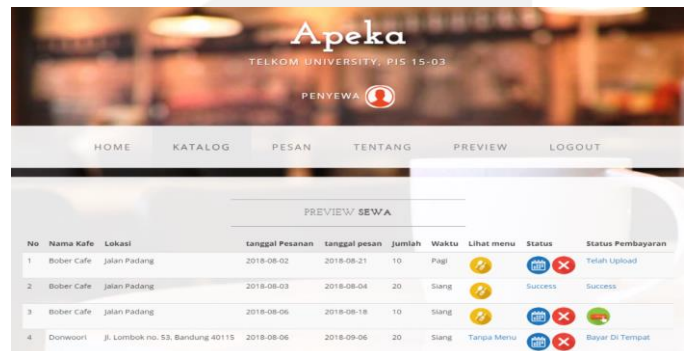 Apeka
TELKOM UNIVERSITY, PIS 15-03
PENYEWA
HOME KATALOG PESAN TENTANG PREVIEW LOGOUT
PREVIEW SEWA
No Nama Kafe Lokasi tanggal Pesanan tanggal pesan Jumlah Waktu Lihat menu Status Status Pembayaran
1 Bober Cafe Jalan Padang 2018-08-02 2018-08-21 10 Pagi Telah Upload
2 Bober Cafe Jalan Padang 2018-08-03 2018-08-04 20 Siang Success Success
3 Bober Cafe Jalan Padang 2018-08-06 2018-08-18 10 Siang
4 Donwoori Jl. Lombok no. 53, Bandung 40115 2018-08-06 2018-09-06 20 Siang Tanpa Menu Bayar Di Tempat